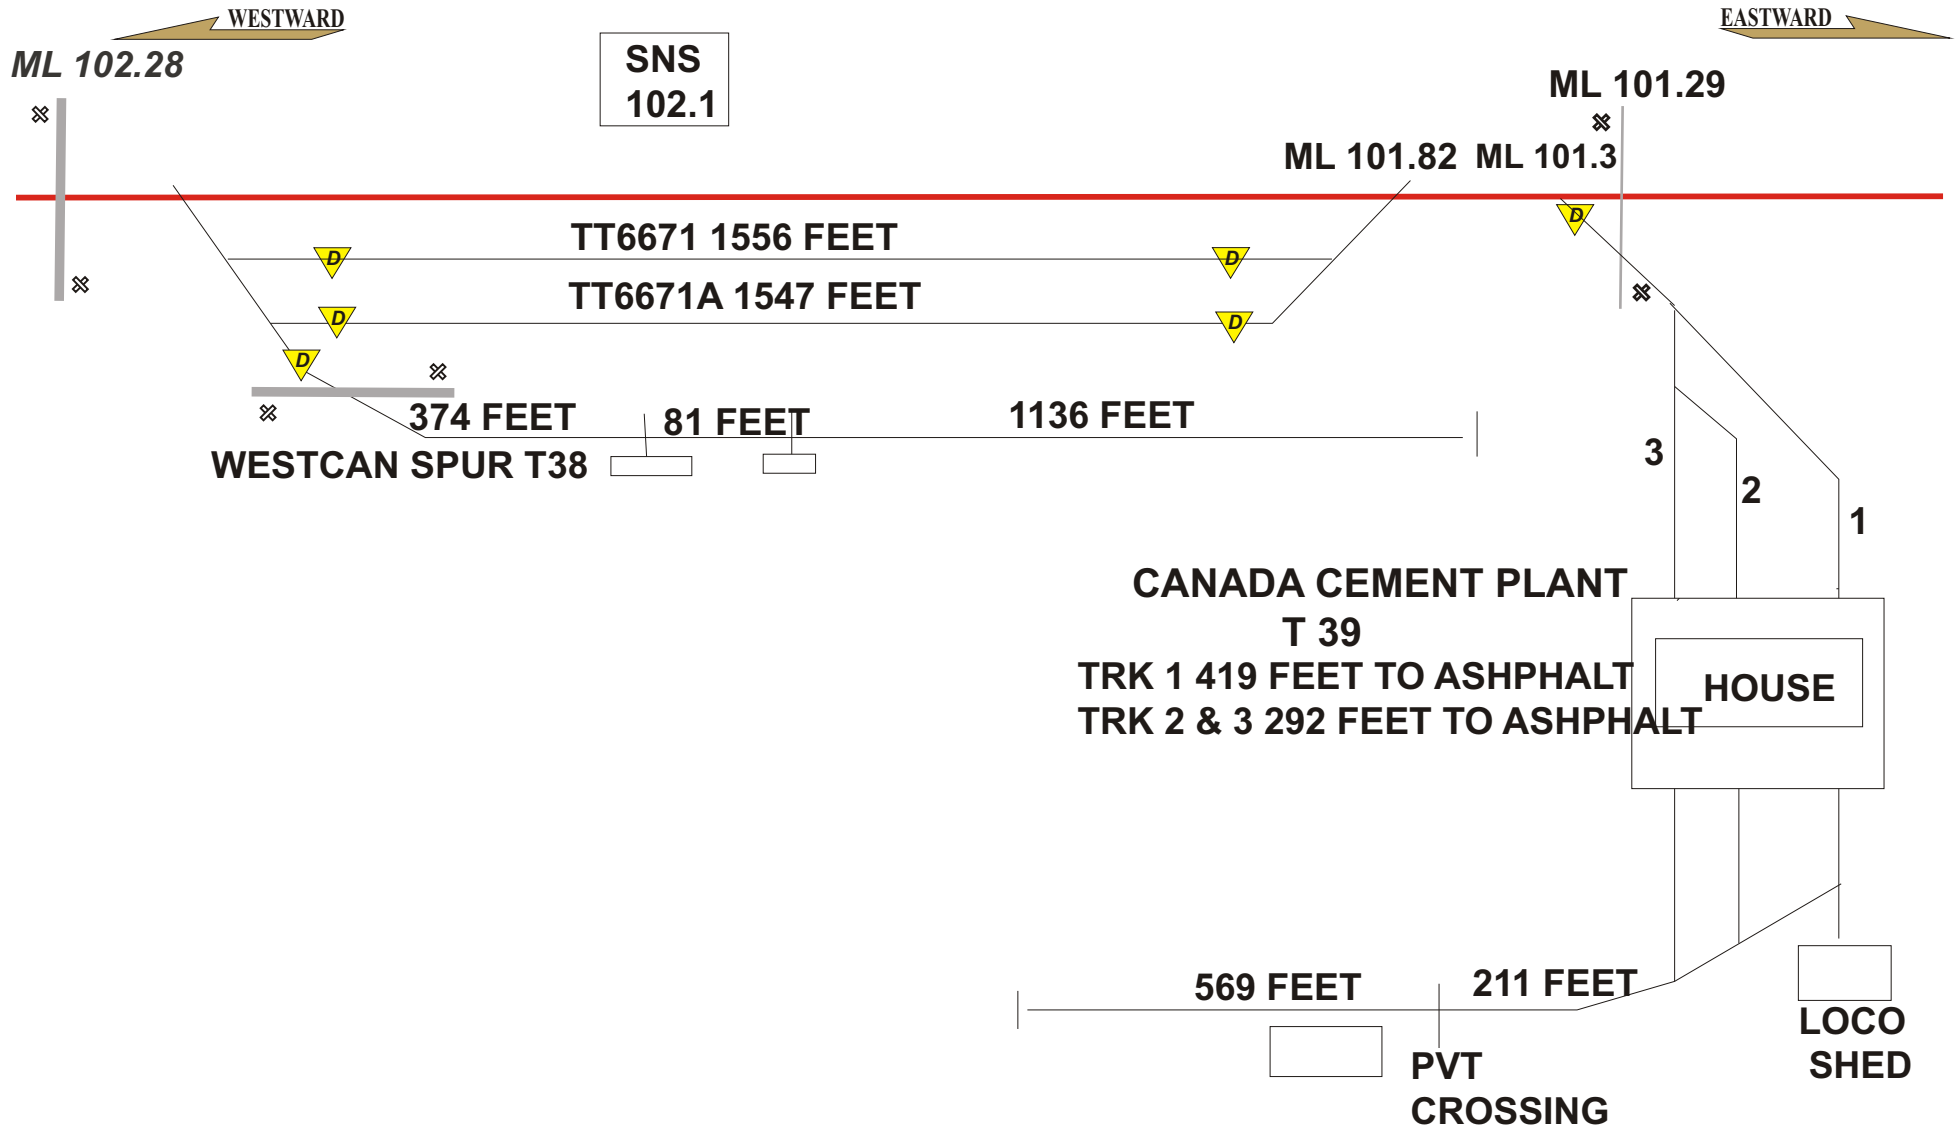 WESTWARD
EASTWARD
ML 102.28
SNS
102.1
ML 101.29
ML 101.82
ML 101.3
D
TT6671 1556 FEET
D
D
TT6671A 1547 FEET
D
D
D
374 FEET
81 FEET
1136 FEET
WESTCAN SPUR T38
3
2
1
CANADA CEMENT PLANT
T 39
TRK 1 419 FEET TO ASHPHALT
TRK 2 & 3 292 FEET TO ASHPHALT
HOUSE
569 FEET
211 FEET
LOCO
SHED
PVT
CROSSING